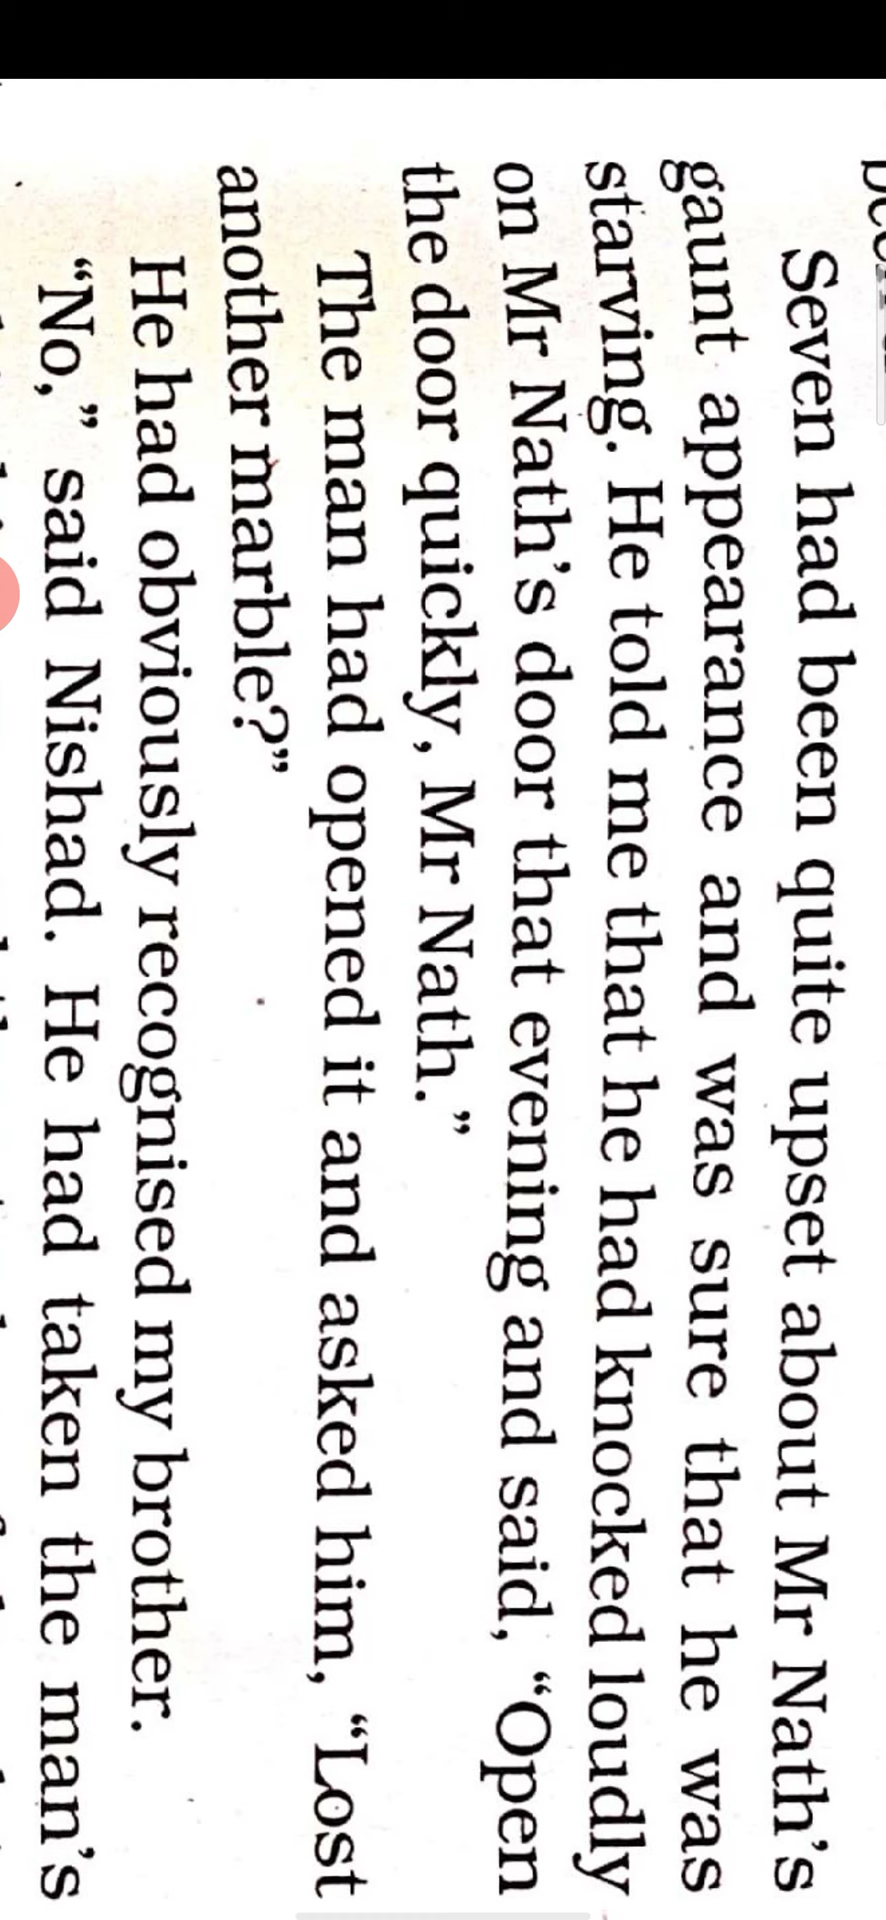 Seven had been quite upset about Mr Nath's
gaunt appearance and was sure that he was
starving. He told me that he had knocked loudly
on Mr Nath's door that evening and said, “Open
the door quickly, Mr Nath.”
The man had opened it and asked him, “Lost
another marble?”
He had obviously recognised my brother.
“No,” said Nishad. He had taken the man's